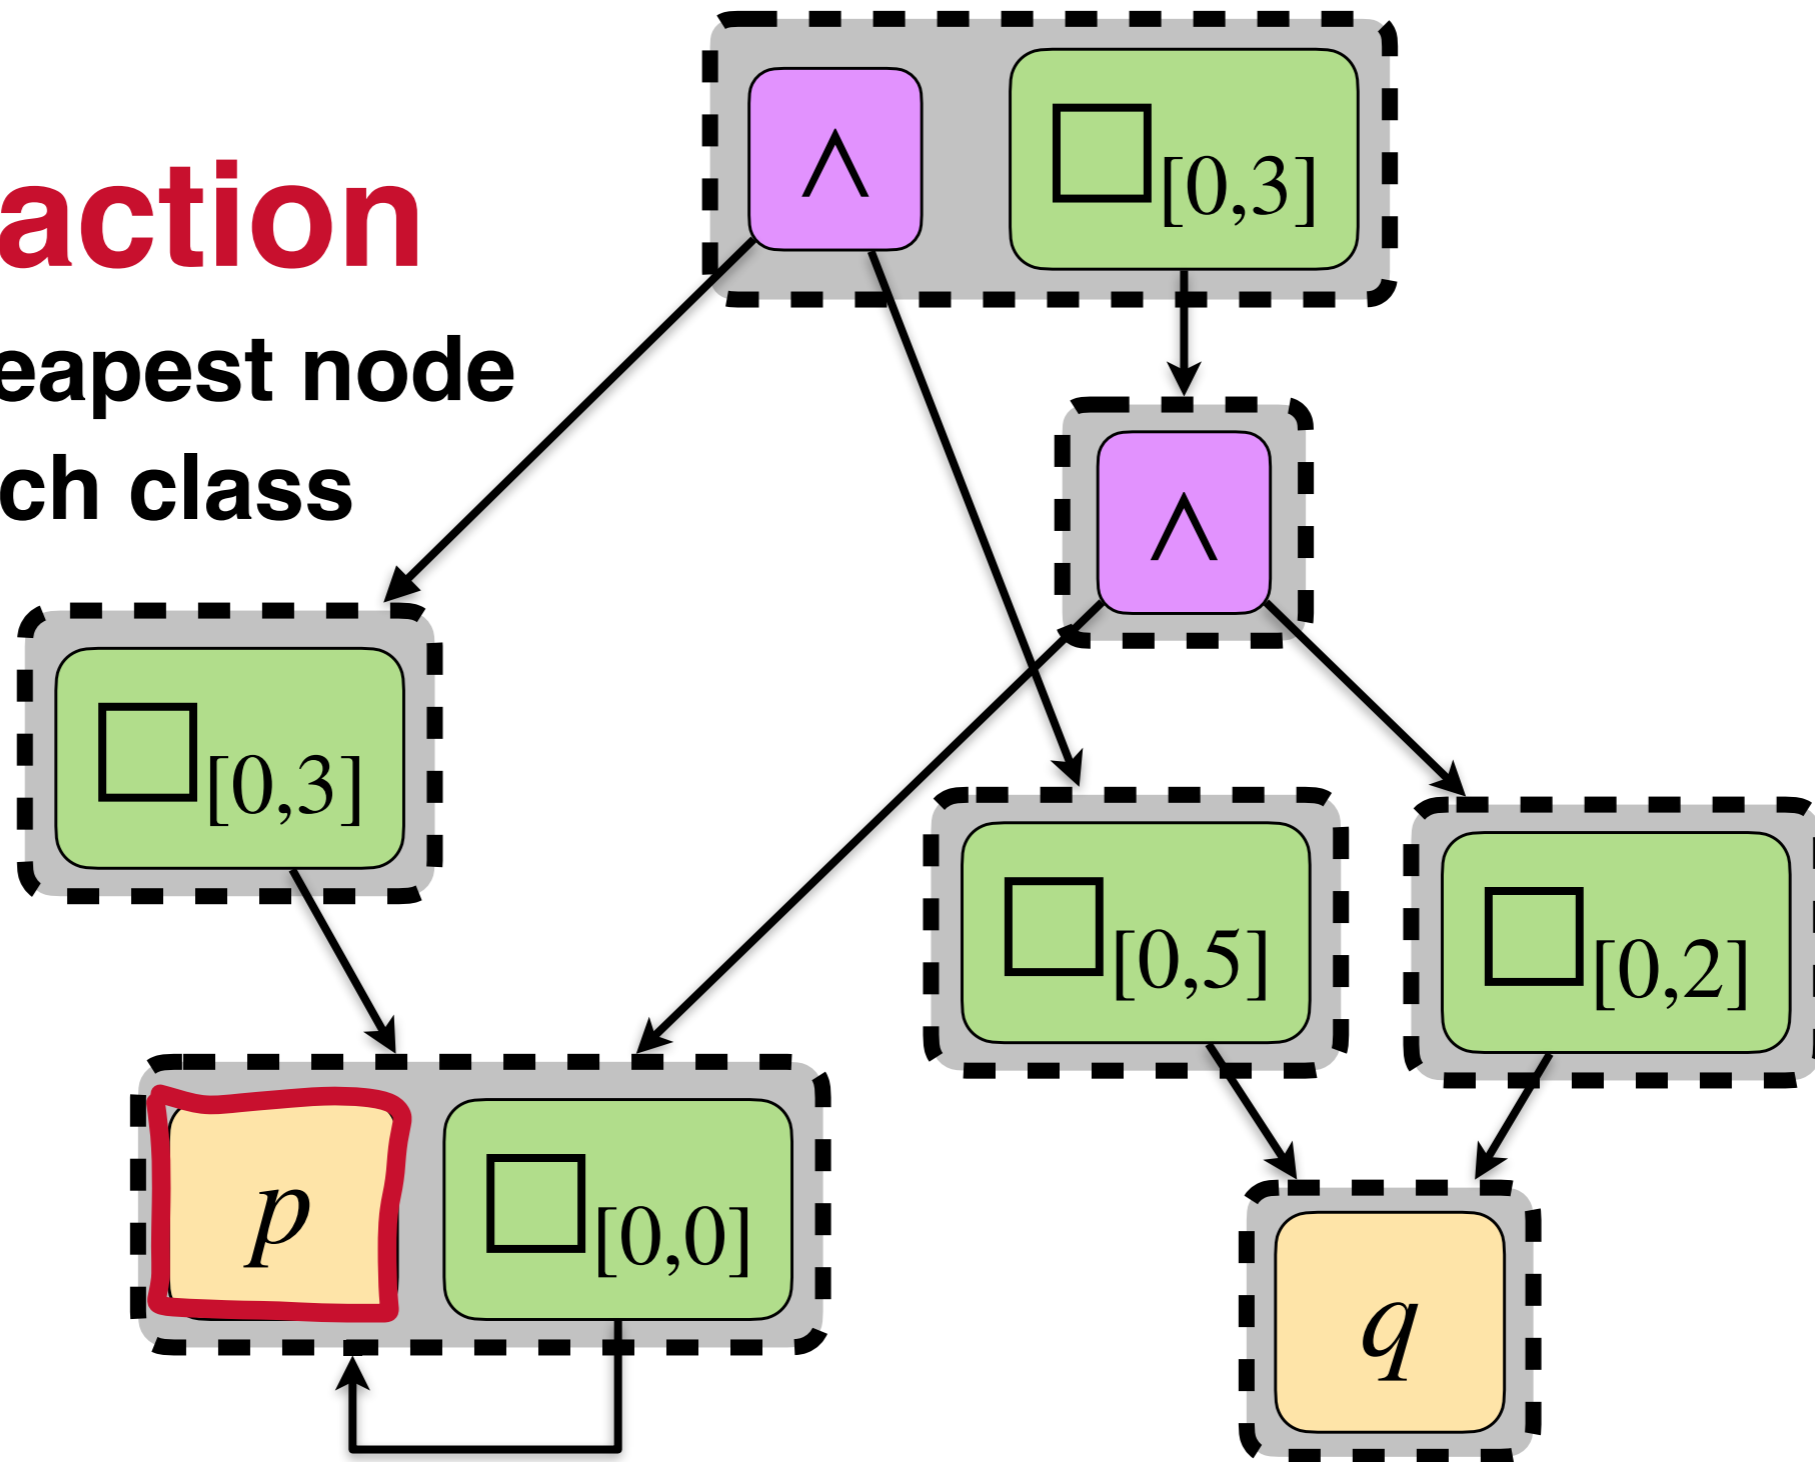 ∧ □[0,3]
action
eapest node
ch class
∧
□[0,3]
□[0,5] □[0,2]
p □[0,0]
q